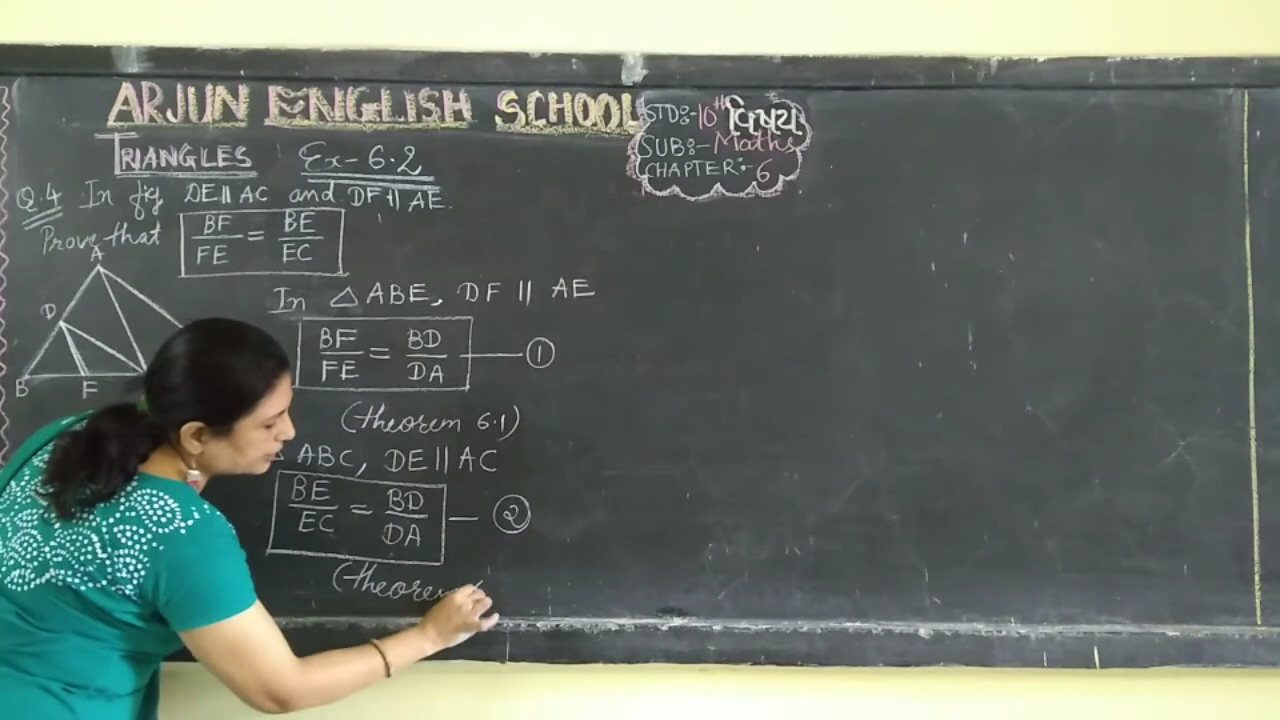 ARJUN ENGLISH SCHOOL
STD:- 10th વિષય
SUB:- Maths
CHAPTER:- 6
TRIANGLES Ex-6.2
Q.4 In fig DE || AC and DF || AE.
Prove that BF/FE = BE/EC
A
D
B F
In △ ABE, DF || AE
BF/FE = BD/DA — ①
(theorem 6.1)
△ ABC, DE || AC
BE/EC = BD/DA — ②
(theorem